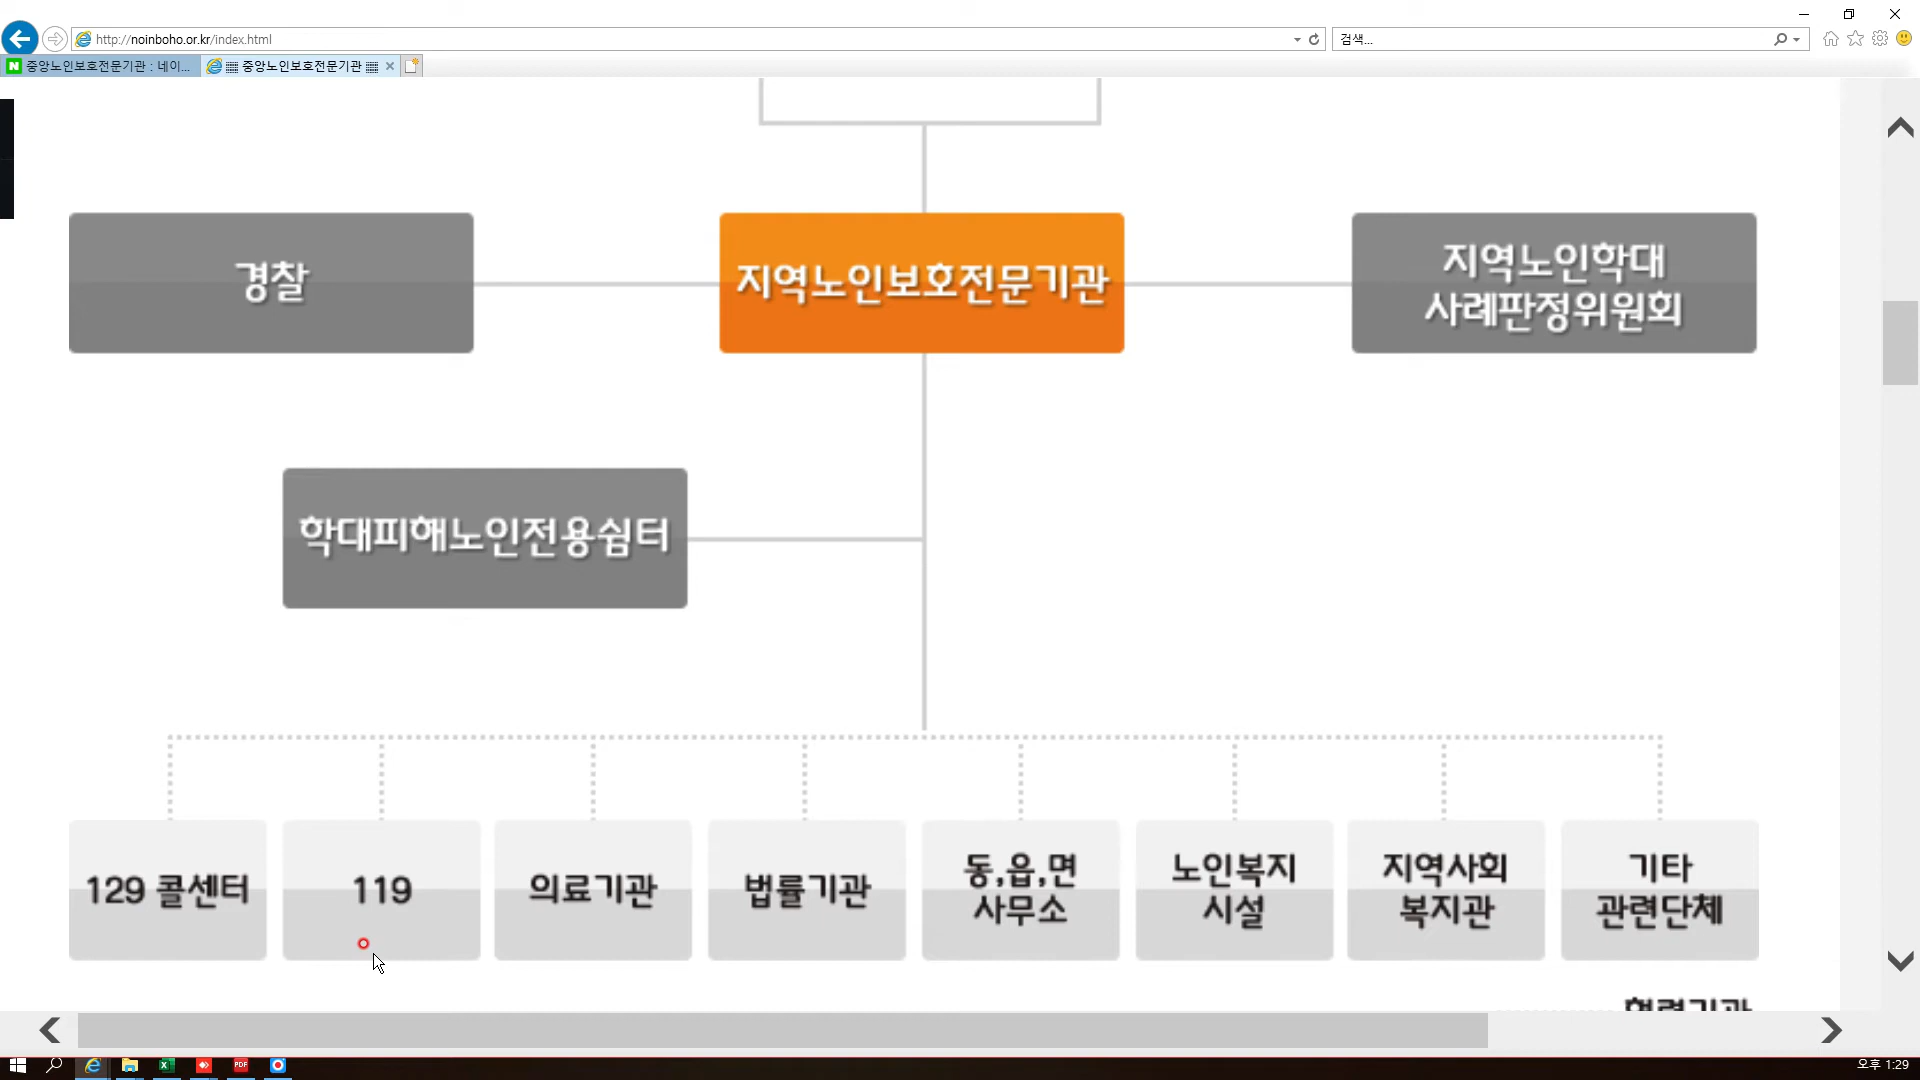 http://noinboho.or.kr/index.html
검색...
중앙노인보호전문기관 : 네이...
중앙노인보호전문기관
경찰
지역노인보호전문기관
지역노인학대
사례판정위원회
학대피해노인전용쉼터
129 콜센터
119
의료기관
법률기관
동,읍,면
사무소
노인복지
시설
지역사회
복지관
기타
관련단체
오후 1:29